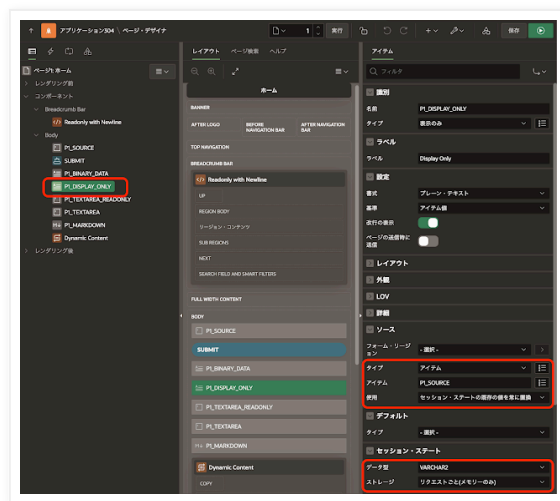 アプリケーション304 \ ページ・デザイナ
1
実行
保存
ページ1: ホーム
レンダリング前
コンポーネント
Breadcrumb Bar
Readonly with Newline
Body
P1_SOURCE
SUBMIT
P1_BINARY_DATA
P1_DISPLAY_ONLY
P1_TEXTAREA_READONLY
P1_TEXTAREA
P1_MARKDOWN
Dynamic Content
レンダリング後
レイアウト ページ検索 ヘルプ
ホーム
BANNER
AFTER LOGO
BEFORE NAVIGATION BAR
AFTER NAVIGATION BAR
TOP NAVIGATION
BREADCRUMB BAR
Readonly with Newline
UP
REGION BODY
リージョン・コンテンツ
SUB REGIONS
NEXT
SEARCH FIELD AND SMART FILTERS
FULL WIDTH CONTENT
BODY
P1_SOURCE
SUBMIT
P1_BINARY_DATA
P1_DISPLAY_ONLY
P1_TEXTAREA_READONLY
P1_TEXTAREA
P1_MARKDOWN
Dynamic Content
COPY
アイテム
フィルタ
識別
名前 P1_DISPLAY_ONLY
タイプ 表示のみ
ラベル
ラベル Display Only
設定
書式 プレーン・テキスト
基準 アイテム値
改行の表示
ページの送信時に
送信
レイアウト
外観
LOV
詳細
ソース
フォーム・リージ
ョン - 選択 -
タイプ アイテム
アイテム P1_SOURCE
使用 セッション・ステートの既存の値を常に置換
デフォルト
タイプ - 選択 -
セッション・ステート
データ型 VARCHAR2
ストレージ リクエストごと(メモリーのみ)